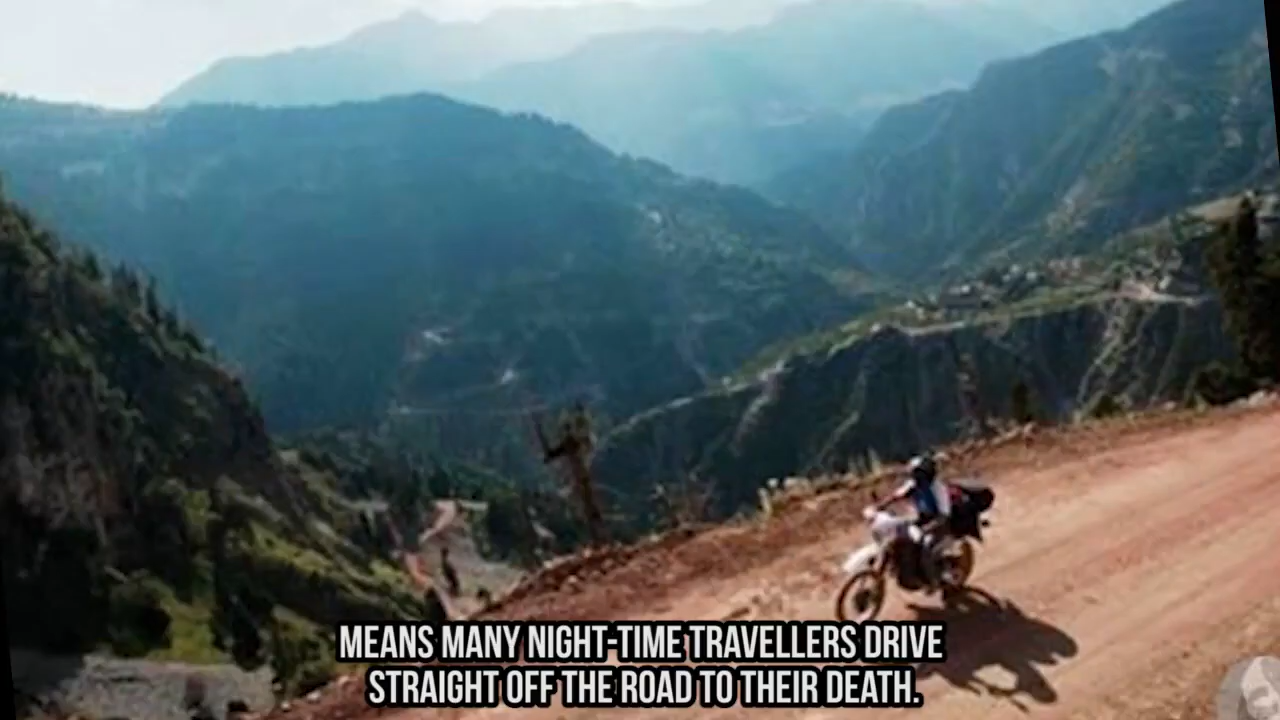 MEANS MANY NIGHT-TIME TRAVELLERS DRIVE
STRAIGHT OFF THE ROAD TO THEIR DEATH.